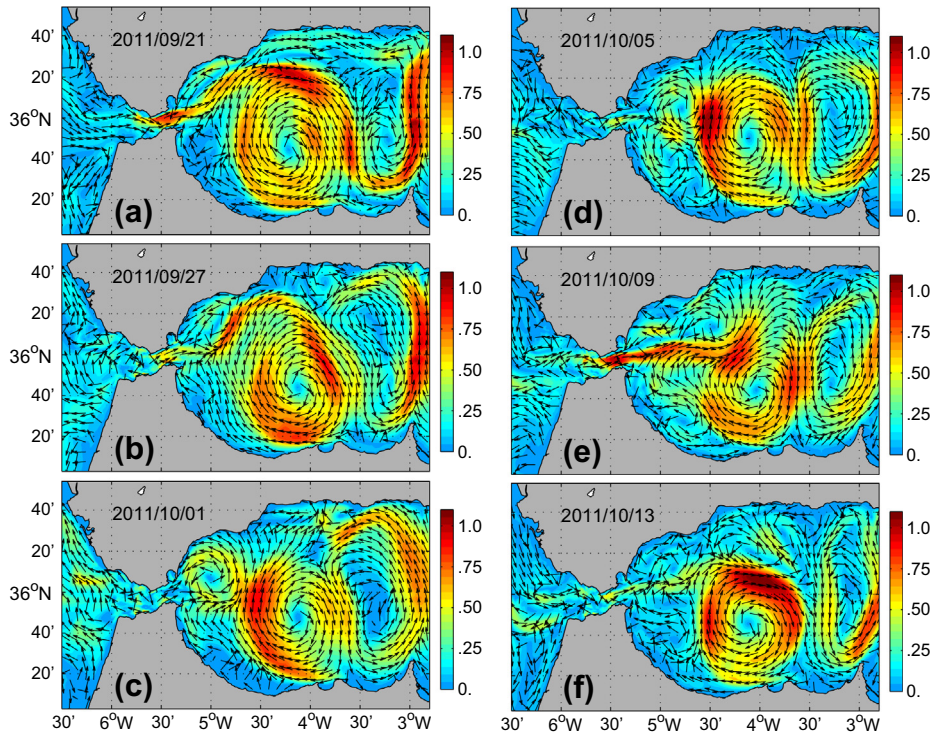 40' 2011/09/21 1.0
20' .75
36°N .50
40' .25
20' (a) 0.
2011/10/05 1.0
.75
.50
.25
(d) 0.
40' 2011/09/27 1.0
20' .75
36°N .50
40' .25
20' (b) 0.
2011/10/09 1.0
.75
.50
.25
(e) 0.
40' 2011/10/01 1.0
20' .75
36°N .50
40' .25
20' (c) 0.
30' 6°W 30' 5°W 30' 4°W 30' 3°W
2011/10/13 1.0
.75
.50
.25
(f) 0.
30' 6°W 30' 5°W 30' 4°W 30' 3°W